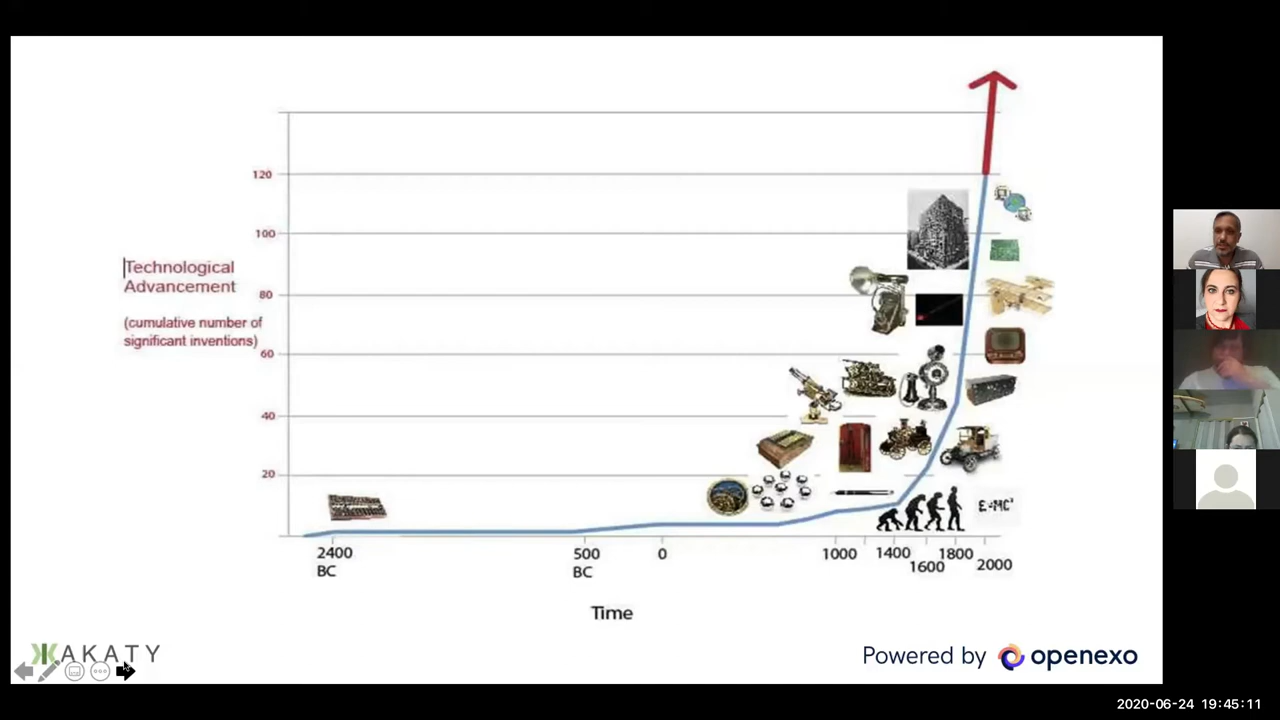 120
100
Technological
Advancement
80
(cumulative number of
significant inventions)
60
40
20
E=MC²
2400
BC
500
BC
0
1000
1400
1600
1800
2000
Time
KAKATY
Powered by openexo
2020-06-24 19:45:11